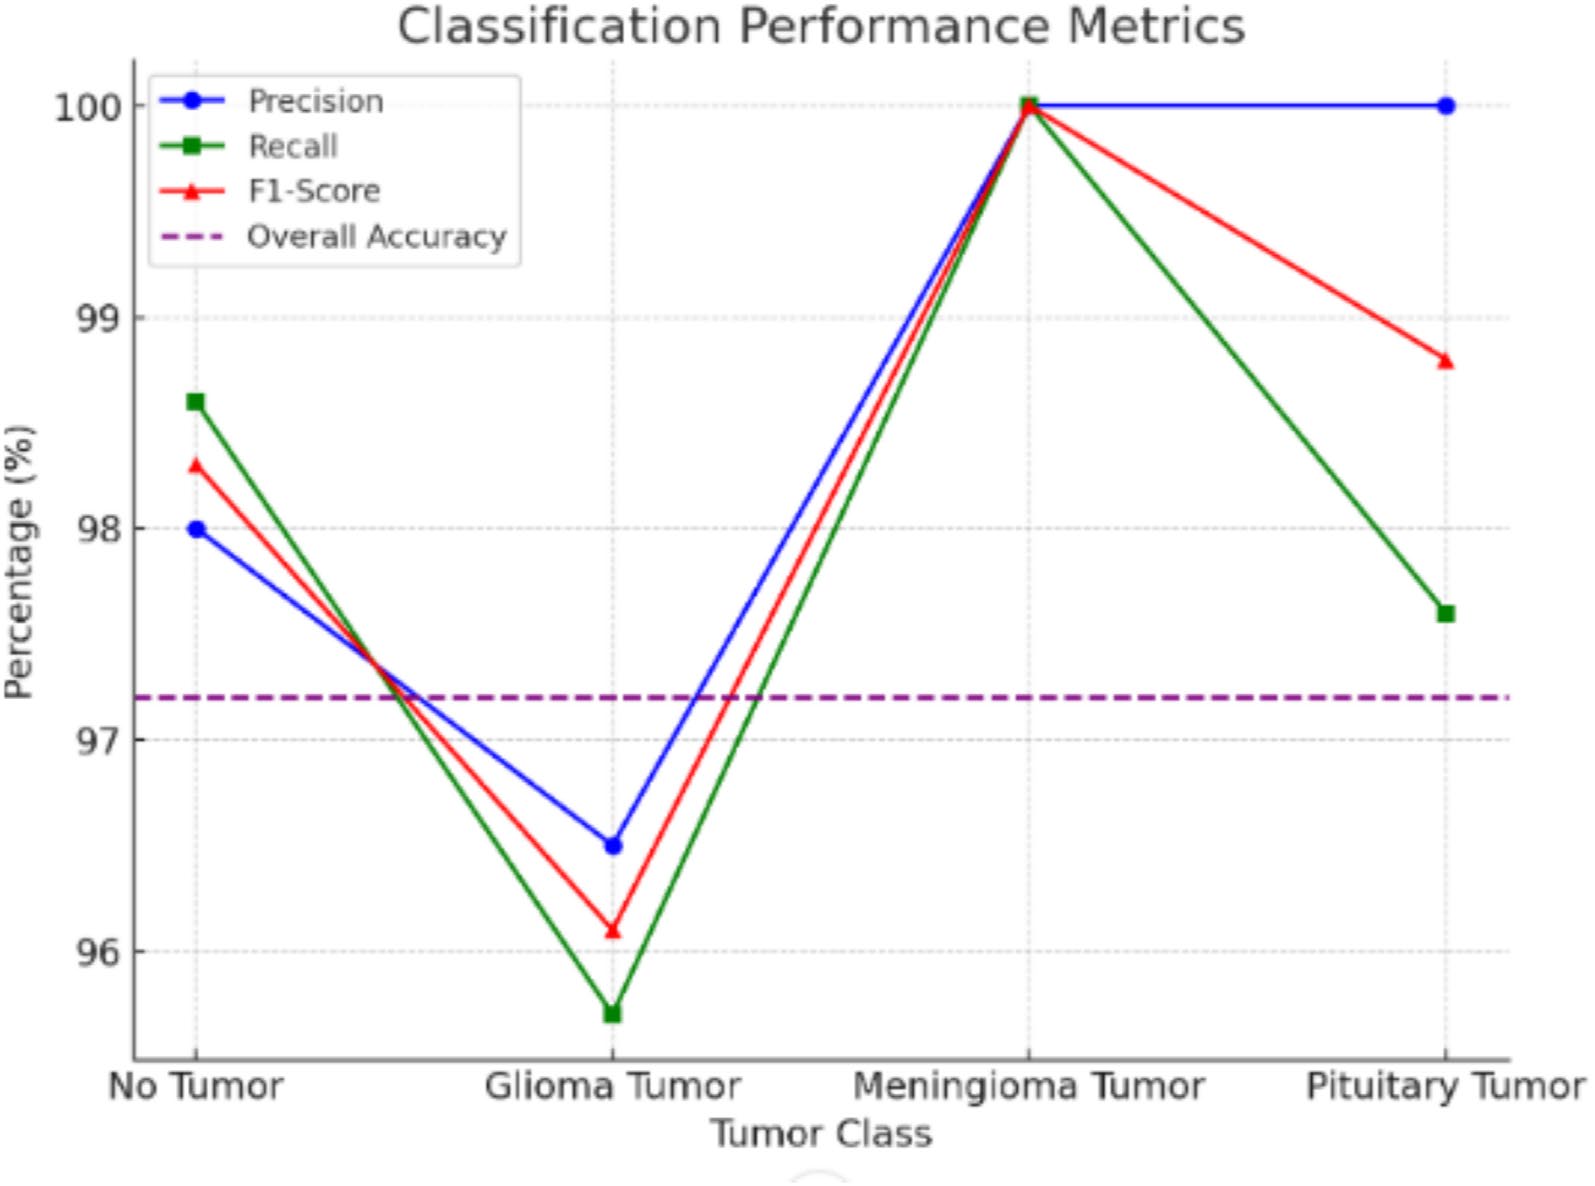 Classification Performance Metrics
Precision
Recall
F1-Score
Overall Accuracy
Percentage (%)
100
99
98
97
96
No Tumor
Glioma Tumor
Meningioma Tumor
Pituitary Tumor
Tumor Class